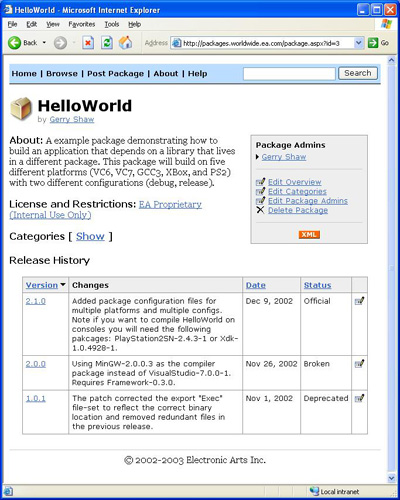 HelloWorld - Microsoft Internet Explorer
File Edit View Favorites Tools Help
Back
Address http://packages.worldwide.ea.com/package.aspx?id=3 Go
Home | Browse | Post Package | About | Help Search
HelloWorld
by Gerry Shaw
About: A example package demonstrating how to
build an application that depends on a library that lives
in a different package. This package will build on five
different platforms (VC6, VC7, GCC3, XBox, and PS2)
with two different configurations (debug, release).
License and Restrictions: EA Proprietary
(Internal Use Only)
Categories [ Show ]
Package Admins
Gerry Shaw
Edit Overview
Edit Categories
Edit Package Admins
Delete Package
XML
Release History
Version Changes Date Status
2.1.0 Added package configuration files for Dec 9, 2002 Official
multiple platforms and multiple configs.
Note if you want to compile HelloWorld on
consoles you will need the following
pakcages: PlayStation2SN-2.4.3-1 or Xdk-
1.0.4928-1.
2.0.0 Using MinGW-2.0.0.3 as the compiler Nov 26, 2002 Broken
package instead of VisualStudio-7.0.0-1.
Requires Framework-0.3.0.
1.0.1 The patch corrected the export "Exec" Nov 1, 2002 Deprecated
file-set to reflect the correct binary
location and removed redundant files in
the previous release.
© 2002-2003 Electronic Arts Inc.
Local intranet